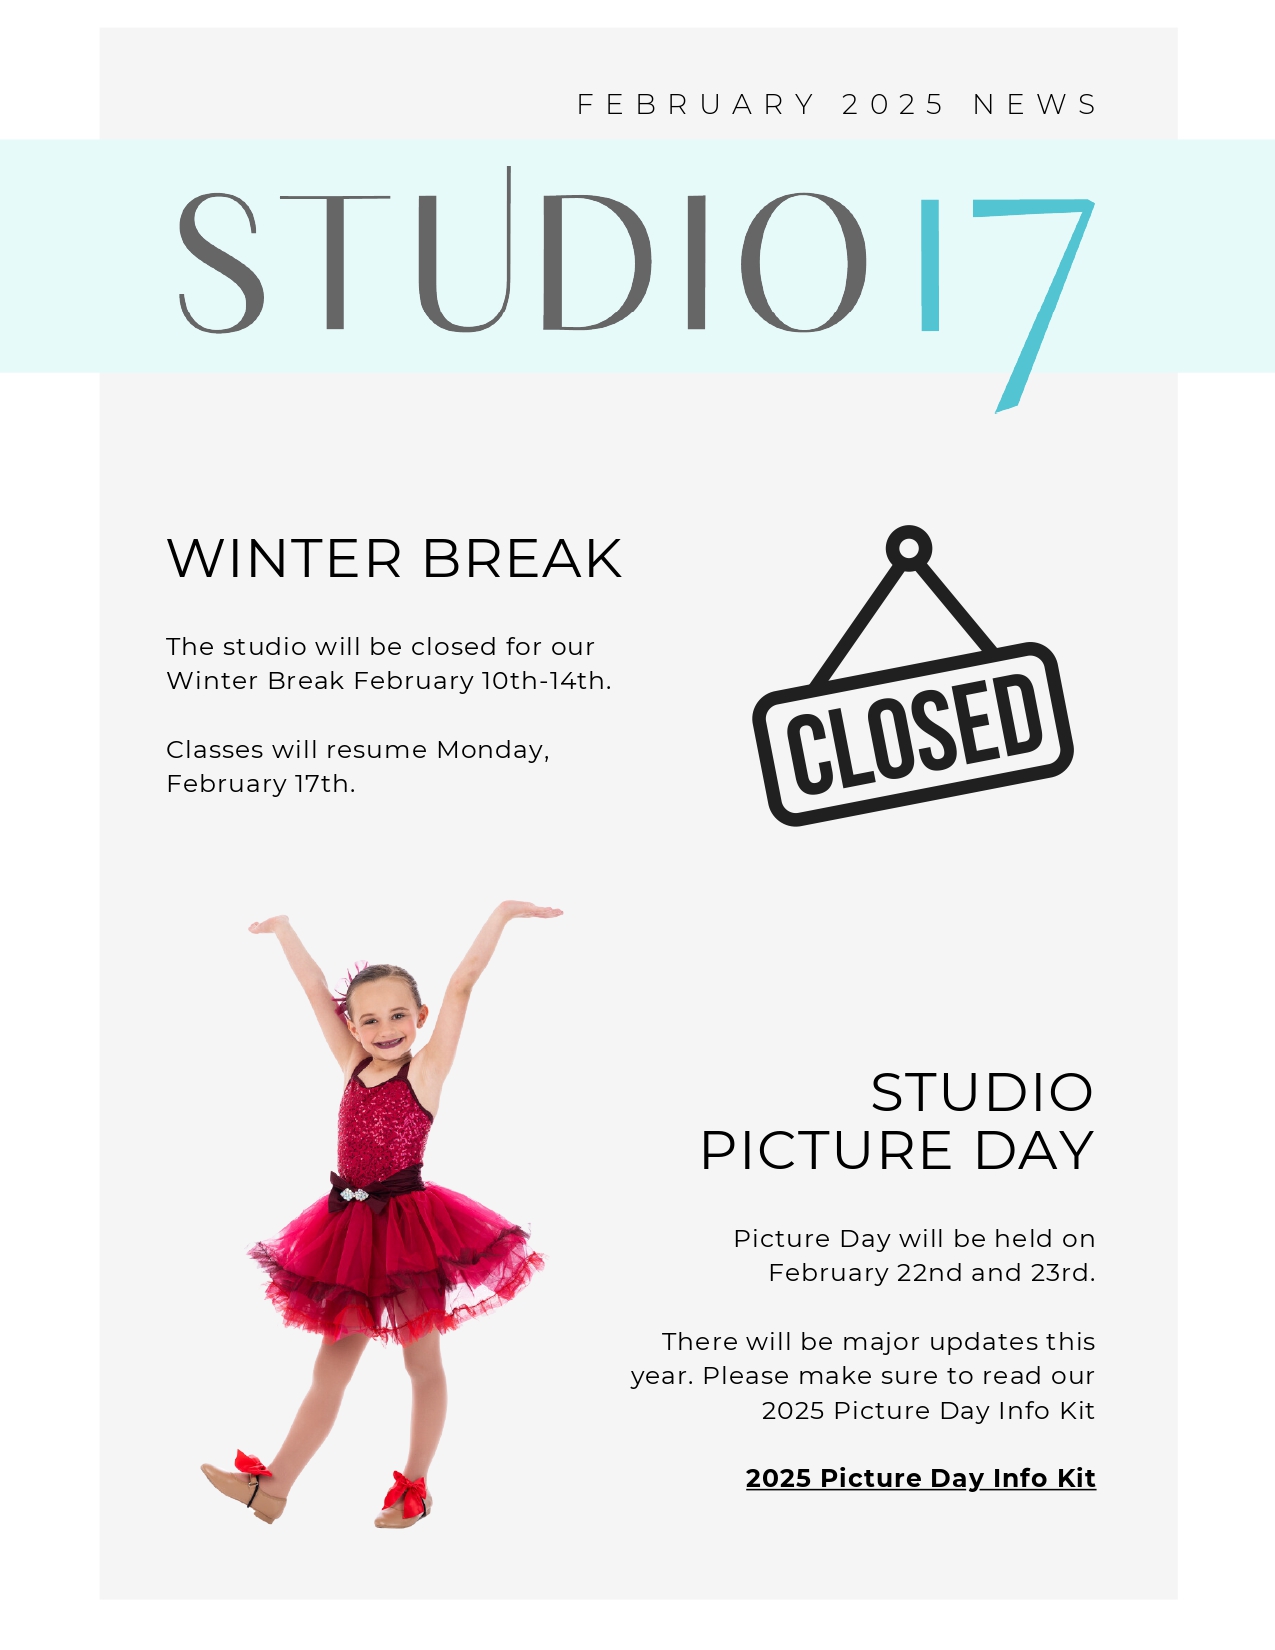 FEBRUARY 2025 NEWS
STUDIO 17
WINTER BREAK
The studio will be closed for our
Winter Break February 10th-14th.
Classes will resume Monday,
February 17th.
CLOSED
STUDIO
PICTURE DAY
Picture Day will be held on
February 22nd and 23rd.
There will be major updates this
year. Please make sure to read our
2025 Picture Day Info Kit
2025 Picture Day Info Kit